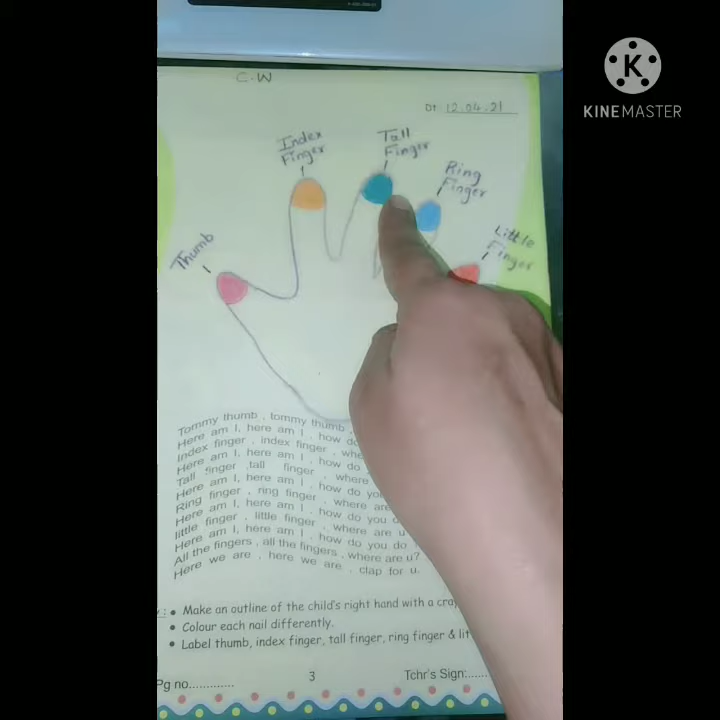 C.W
Dt 12.04.21
Index Finger
Tall Finger
Ring Finger
Little Finger
Thumb
Tommy thumb , tommy thumb ,
Here am I, here am I , how do
Index finger , index finger ,
Here am I, here am I , how do
Tall finger ,tall finger , where
Here am I, here am I , how do
Ring finger , ring finger , where are
Here am I, here am I , how do you
little finger , little finger , where are u
Here am I, here am I , how do you do
All the fingers , all the fingers , where are u?
Here we are , here we are , clap for u.
• Make an outline of the child's right hand with a
• Colour each nail differently.
• Label thumb, index finger, tall finger, ring finger &
Pg no............ 3 Tchr's Sign:......
K
KINEMASTER